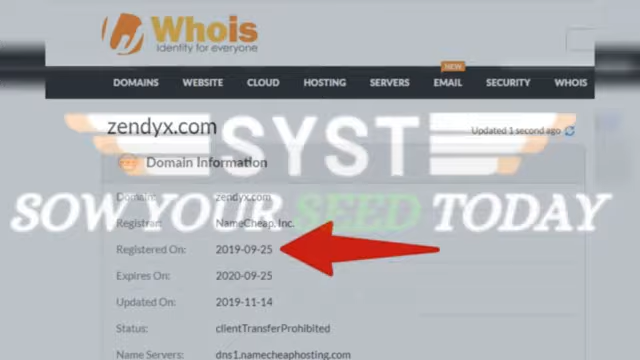 Whois
Identity for everyone
NEW
DOMAINS WEBSITE CLOUD HOSTING SERVERS EMAIL SECURITY WHOIS
zendyx.com
Updated 1 second ago
SYST
Domain Information
Domain: zendyx.com
SOW YOUR SEED TODAY
Registrar: NameCheap, Inc.
Registered On: 2019-09-25
Expires On: 2020-09-25
Updated On: 2019-11-14
Status: clientTransferProhibited
Name Servers: dns1.namecheaphosting.com